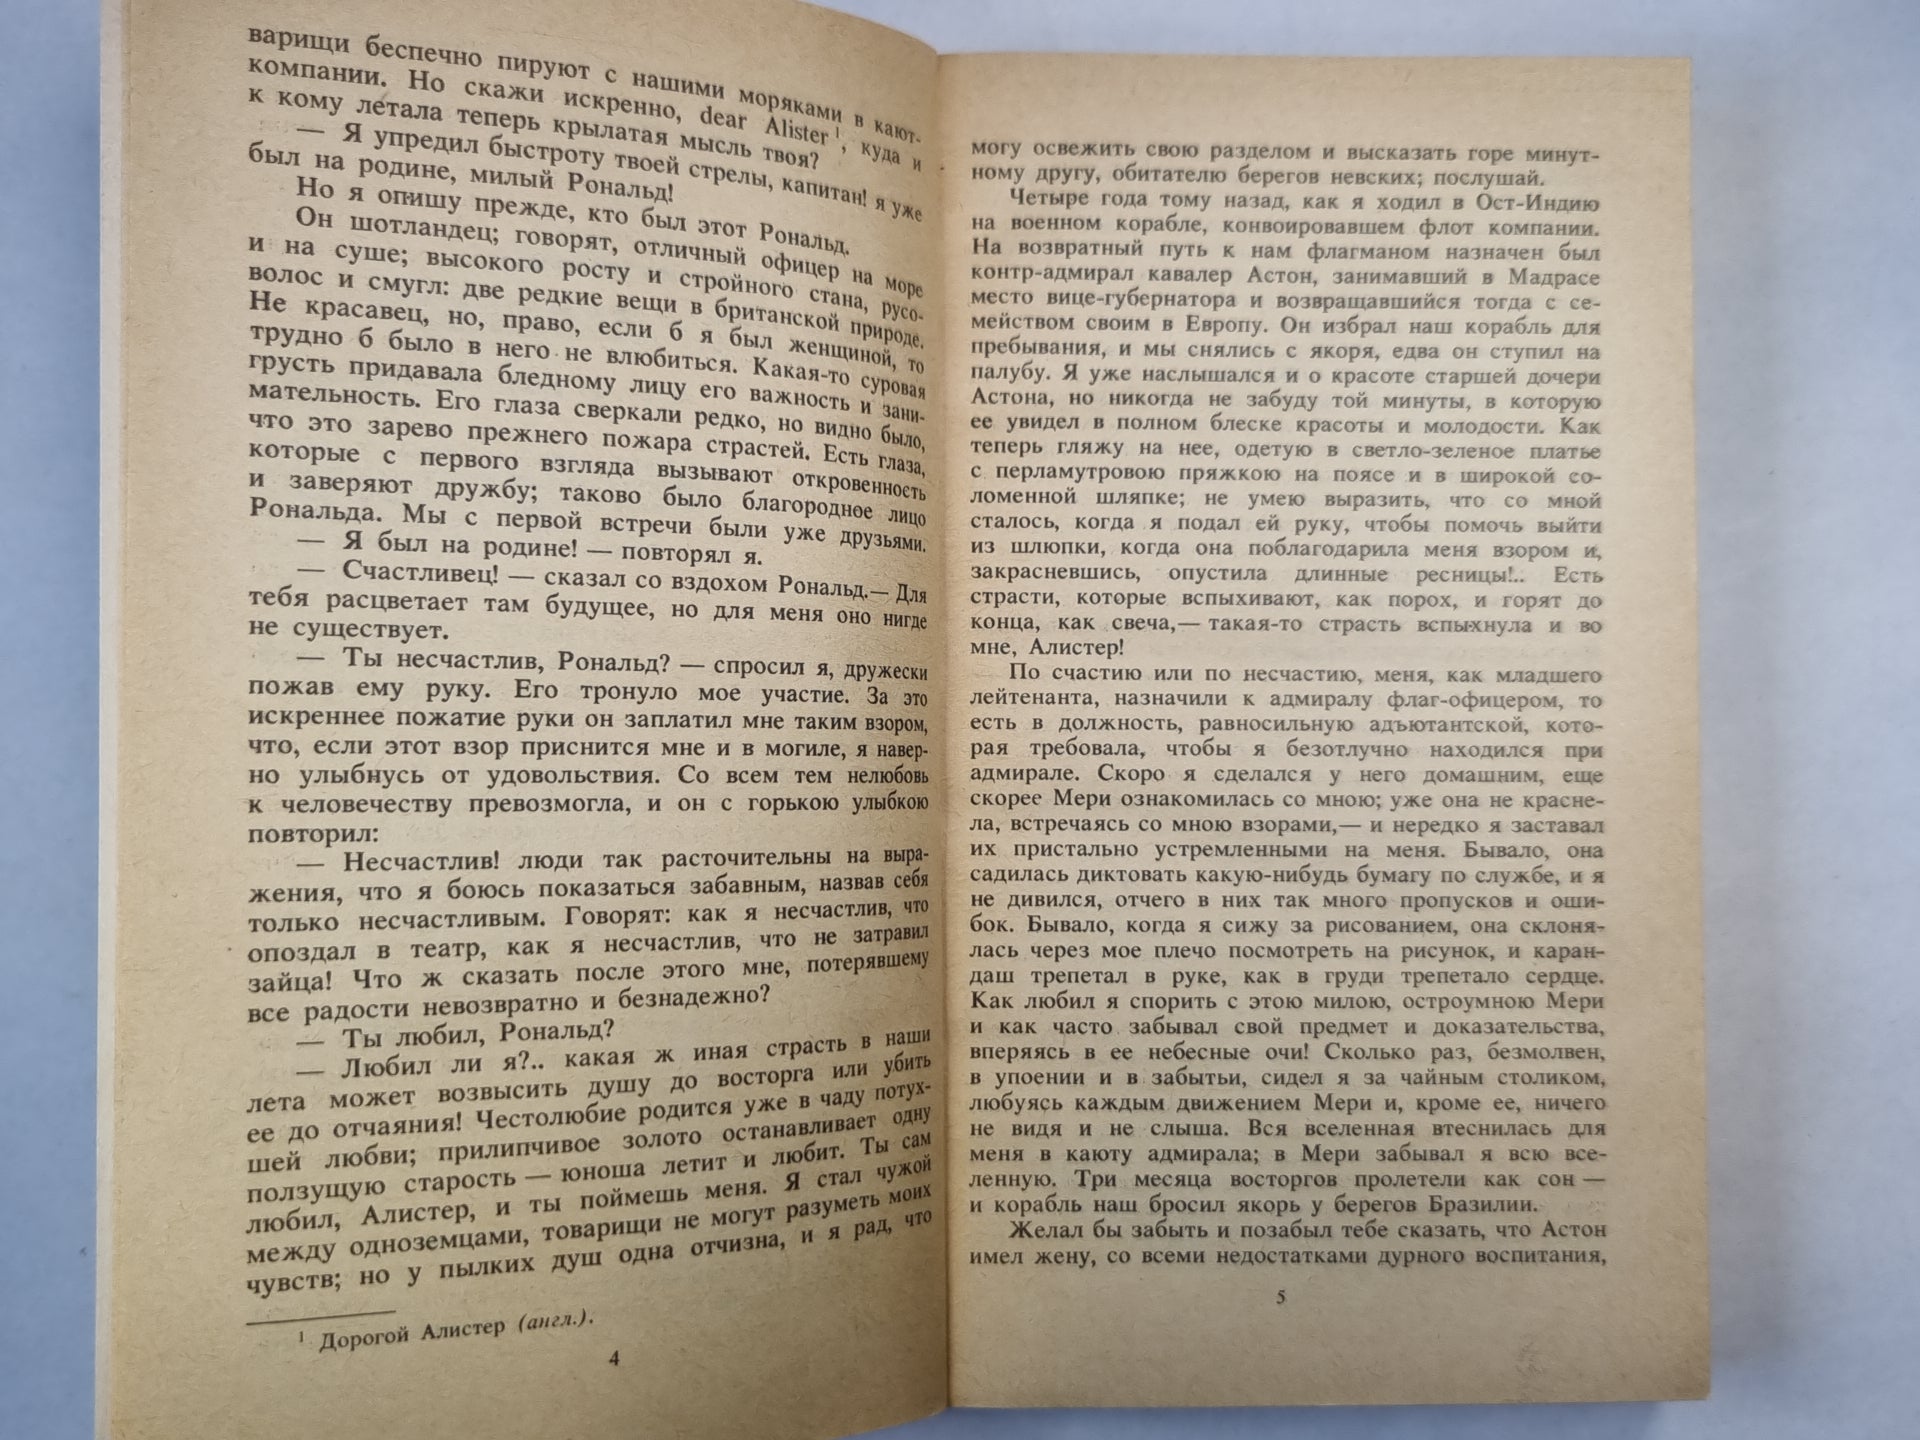 варищи беспечно пируют с нашими моряками в кают-
компании. Но скажи искренно, dear Alister¹, куда и
к кому летала теперь крылатая мысль твоя?
— Я упредил быстроту твоей стрелы, капитан! я уже
был на родине, милый Рональд!
Но я опишу прежде, кто был этот Рональд.
Он шотландец; говорят, отличный офицер на море
и на суше; высокого росту и стройного стана, русо-
волос и смугл: две редкие вещи в британской природе.
Не красавец, но, право, если б я был женщиной, то
трудно б было в него не влюбиться. Какая-то суровая
грусть придавала бледному лицу его важность и зани-
мательность. Его глаза сверкали редко, но видно было,
что это зарево прежнего пожара страстей. Есть глаза,
которые с первого взгляда вызывают откровенность
и заверяют дружбу; таково было благородное лицо
Рональда. Мы с первой встречи были уже друзьями.
— Я был на родине! — повторял я.
— Счастливец! — сказал со вздохом Рональд.— Для
тебя расцветает там будущее, но для меня оно нигде
не существует.
— Ты несчастлив, Рональд? — спросил я, дружески
пожав ему руку. Его тронуло мое участие. За это
искреннее пожатие руки он заплатил мне таким взором,
что, если этот взор приснится мне и в могиле, я навер-
но улыбнусь от удовольствия. Со всем тем нелюбовь
к человечеству превозмогла, и он с горькою улыбкою
повторил:
— Несчастлив! люди так расточительны на выра-
жения, что я боюсь показаться забавным, назвав себя
только несчастливым. Говорят: как я несчастлив, что
опоздал в театр, как я несчастлив, что не затравил
зайца! Что ж сказать после этого мне, потерявшему
все радости невозвратно и безнадежно?
— Ты любил, Рональд?
— Любил ли я?.. какая ж иная страсть в наши
лета может возвысить душу до восторга или убить
ее до отчаяния! Честолюбие родится уже в чаду потух-
шей любви; прилипчивое золото останавливает одну
ползущую старость — юноша летит и любит. Ты сам
любил, Алистер, и ты поймешь меня. Я стал чужой
между одноземцами, товарищи не могут разуметь моих
чувств; но у пылких душ одна отчизна, и я рад, что
¹ Дорогой Алистер (англ.).
4
могу освежить свою разделом и высказать горе минут-
ному другу, обитателю берегов невских; послушай.
Четыре года тому назад, как я ходил в Ост-Индию
на военном корабле, конвоировавшем флот компании.
На возвратный путь к нам флагманом назначен был
контр-адмирал кавалер Астон, занимавший в Мадрасе
место вице-губернатора и возвращавшийся тогда с се-
мейством своим в Европу. Он избрал наш корабль для
пребывания, и мы снялись с якоря, едва он ступил на
палубу. Я уже наслышался и о красоте старшей дочери
Астона, но никогда не забуду той минуты, в которую
ее увидел в полном блеске красоты и молодости. Как
теперь гляжу на нее, одетую в светло-зеленое платье
с перламутровою пряжкою на поясе и в широкой со-
ломенной шляпке; не умею выразить, что со мной
сталось, когда я подал ей руку, чтобы помочь выйти
из шлюпки, когда она поблагодарила меня взором и,
закрасневшись, опустила длинные ресницы!.. Есть
страсти, которые вспыхивают, как порох, и горят до
конца, как свеча,— такая-то страсть вспыхнула и во
мне, Алистер!
По счастию или по несчастию, меня, как младшего
лейтенанта, назначили к адмиралу флаг-офицером, то
есть в должность, равносильную адъютантской, кото-
рая требовала, чтобы я безотлучно находился при
адмирале. Скоро я сделался у него домашним, еще
скорее Мери ознакомилась со мною; уже она не красне-
ла, встречаясь со мною взорами,— и нередко я заставал
их пристально устремленными на меня. Бывало, она
садилась диктовать какую-нибудь бумагу по службе, и я
не дивился, отчего в них так много пропусков и оши-
бок. Бывало, когда я сижу за рисованием, она склоня-
лась через мое плечо посмотреть на рисунок, и каран-
даш трепетал в руке, как в груди трепетало сердце.
Как любил я спорить с этою милою, остроумною Мери
и как часто забывал свой предмет и доказательства,
вперяясь в ее небесные очи! Сколько раз, безмолвен,
в упоении и в забытьи, сидел я за чайным столиком,
любуясь каждым движением Мери и, кроме ее, ничего
не видя и не слыша. Вся вселенная втеснилась для
меня в каюту адмирала; в Мери забывал я всю все-
ленную. Три месяца восторгов пролетели как сон —
и корабль наш бросил якорь у берегов Бразилии.
Желал бы забыть и позабыл тебе сказать, что Астон
имел жену, со всеми недостатками дурного воспитания,
5